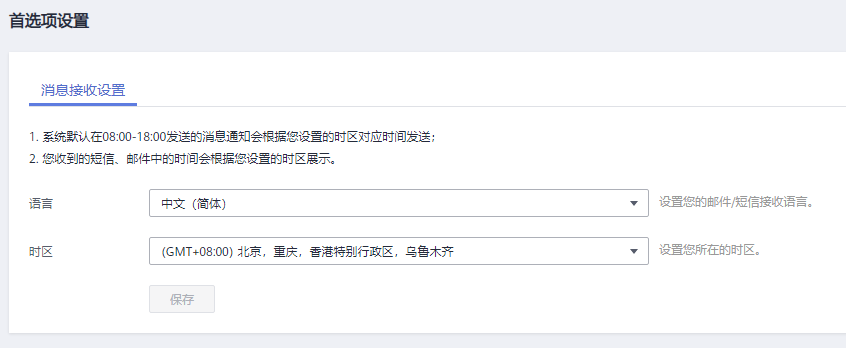 首选项设置
消息接收设置
1. 系统默认在08:00-18:00发送的消息通知会根据您设置的时区对应时间发送；
2. 您收到的短信、邮件中的时间会根据您设置的时区展示。
语言 中文（简体） 设置您的邮件/短信接收语言。
时区 (GMT+08:00) 北京，重庆，香港特别行政区，乌鲁木齐 设置您所在的时区。
保存